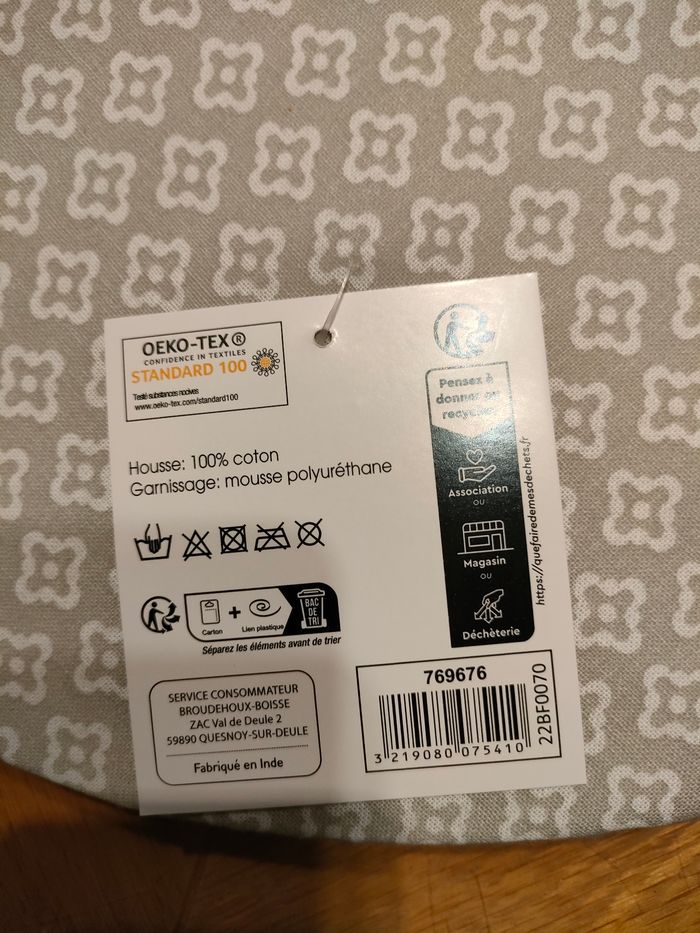 OEKO-TEX®
CONFIDENCE IN TEXTILES
STANDARD 100
Testé substances nocives
www.oeko-tex.com/standard100
Housse: 100% coton
Garnissage: mousse polyuréthane
Carton
+
Lien plastique
BAC
DE
TRI
Séparez les éléments avant de trier
SERVICE CONSOMMATEUR
BROUDEHOUX-BOISSE
ZAC Val de Deule 2
59890 QUESNOY-SUR-DEULE
Fabriqué en Inde
Pensez à
donner ou
recycler
Association
OU
Magasin
OU
Déchèterie
https://quefairedemesdechets.fr
769676
3 219080 075410
22BF0070